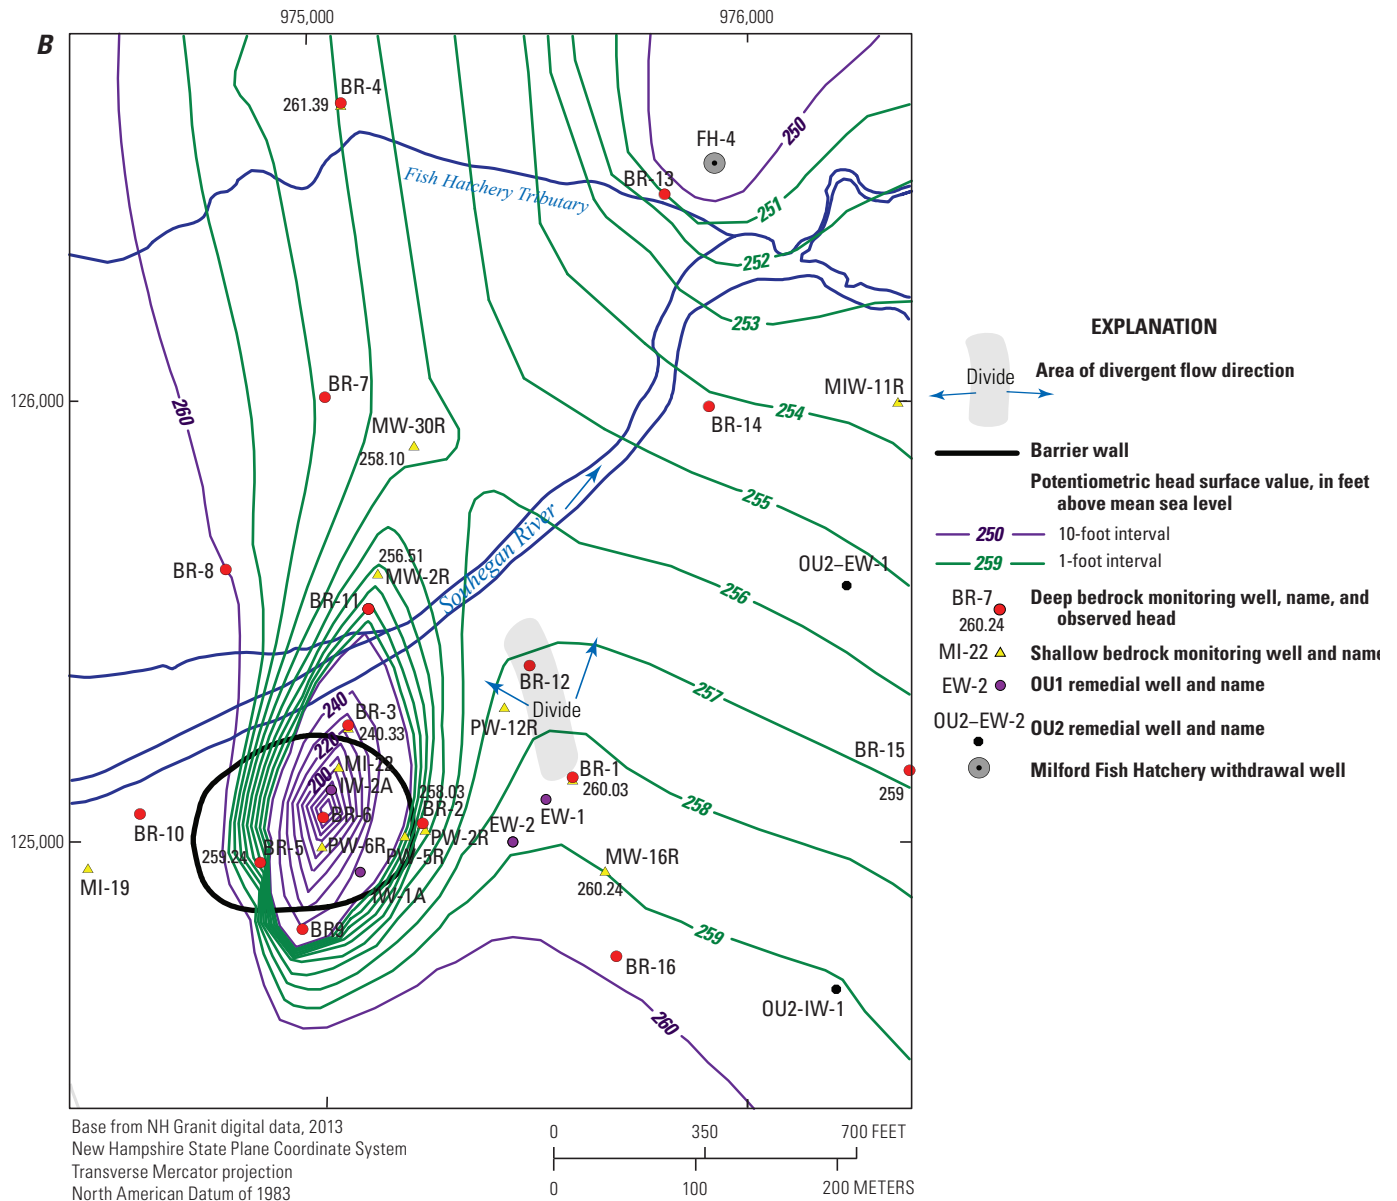 975,000
976,000
B
BR-4
261.39
250
FH-4
Fish Hatchery Tributary
BR-13
251
252
253
EXPLANATION
Divide
Area of divergent flow direction
126,000
BR-7
260
MIW-11R
254
BR-14
MW-30R
258.10
Barrier wall
Potentiometric head surface value, in feet
above mean sea level
250
10-foot interval
259
1-foot interval
255
Souhegan River
256.51
BR-8
MW-2R
OU2–EW-1
256
BR-11
BR-7
260.24
Deep bedrock monitoring well, name, and
observed head
MI-22
Shallow bedrock monitoring well and name
EW-2
OU1 remedial well and name
OU2–EW-2
OU2 remedial well and name
Milford Fish Hatchery withdrawal well
BR-12
257
240
BR-3
240.33
Divide
PW-12R
220
BR-15
259
MI-22
200
IW-2A
BR-1
260.03
258.03
258
EW-1
BR-2
BR-6
EW-2
BR-10
125,000
PW-2R
PW-6R
PW-5R
BR-5
259.24
MW-16R
260.24
MI-19
IW-1A
BR9
259
BR-16
OU2-IW-1
260
Base from NH Granit digital data, 2013
New Hampshire State Plane Coordinate System
Transverse Mercator projection
North American Datum of 1983
0
350
700 FEET
0
100
200 METERS